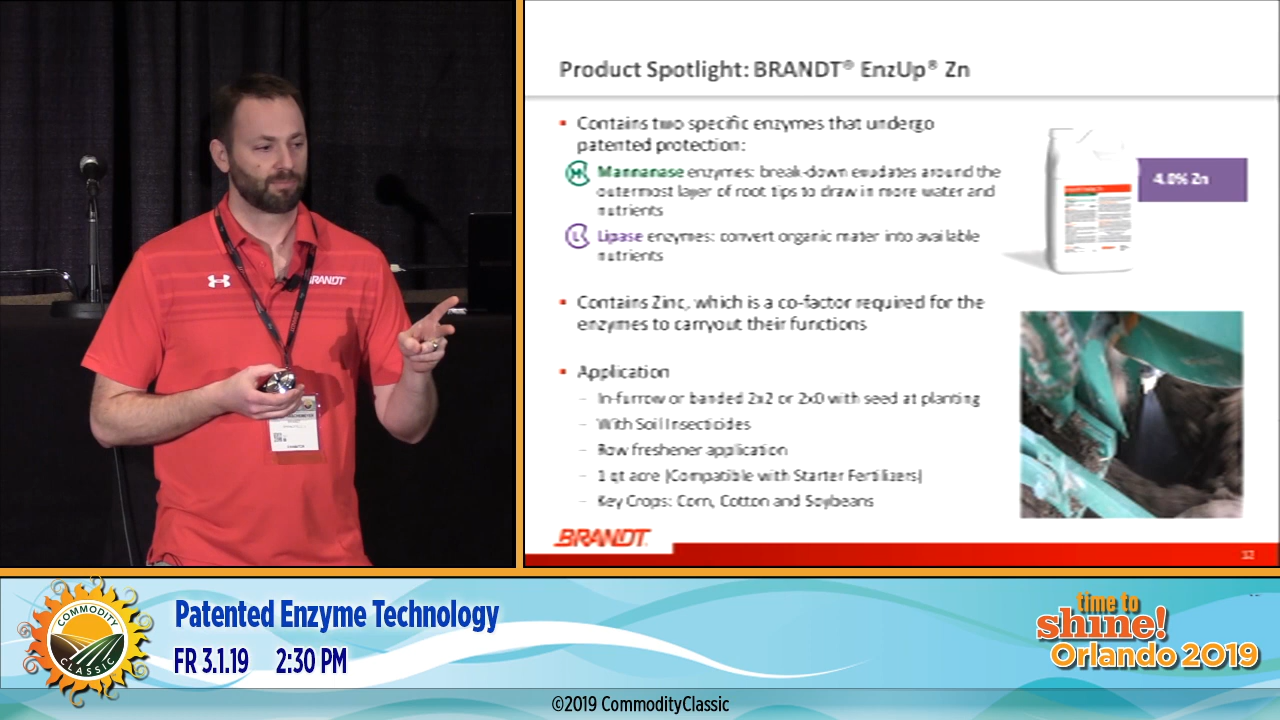 BRANDT
Product Spotlight: BRANDT® EnzUp® Zn
Contains two specific enzymes that undergo
patented protection:
Mannanase enzymes: break-down exudates around the
outermost layer of root tips to draw in more water and
nutrients
L
Lipase enzymes: convert organic mater into available
nutrients
4.0% Zn
Contains Zinc, which is a co-factor required for the
enzymes to carryout their functions
Application
- In-furrow or banded 2x2 or 2x0 with seed at planting
- With Soil Insecticides
- Row freshener application
- 1 qt acre (Compatible with Starter Fertilizers)
- Key Crops: Corn, Cotton and Soybeans
BRANDT
12
COMMODITY
CLASSIC
Patented Enzyme Technology
FR 3.1.19 2:30 PM
time to
shine!
Orlando 2019
©2019 CommodityClassic